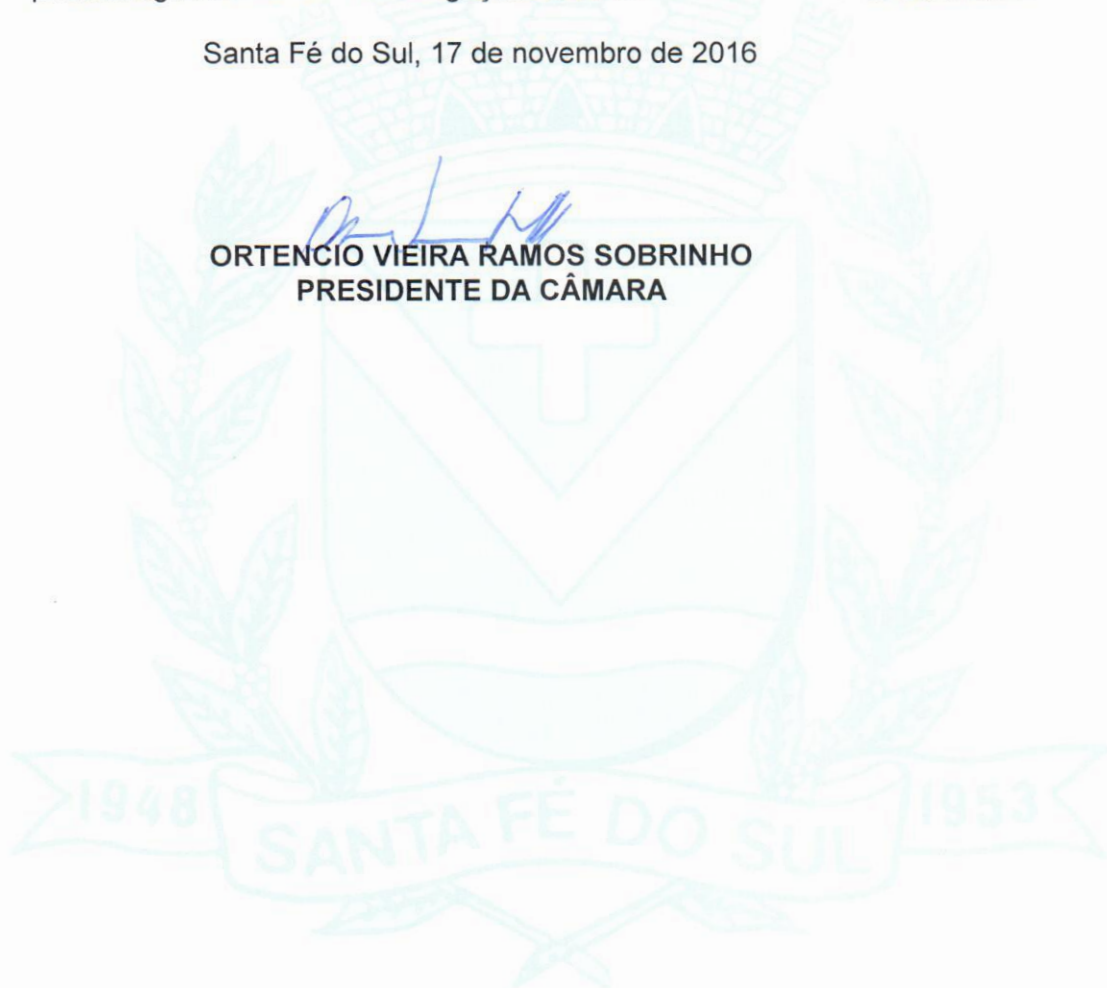 Santa Fé do Sul, 17 de novembro de 2016
ORTENCIO VIEIRA RAMOS SOBRINHO
PRESIDENTE DA CÂMARA
1948
SANTA FÉ DO SUL
1953